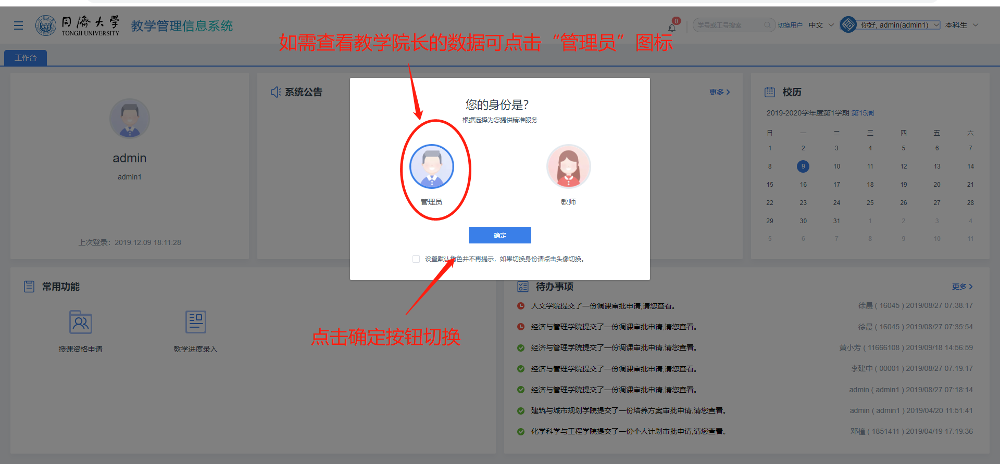 同濟大學
TONGJI UNIVERSITY
教学管理信息系统
0
学号或工号搜索
切换用户
中文
你好, admin(admin1)
本科生
如需查看教学院长的数据可点击“管理员”图标
工作台
admin
admin1
上次登录：2019.12.09 18:11:28
系统公告
更多
您的身份是?
根据选择为您提供精准服务
管理员
教师
确定
设置默认角色并不再提示，如果切换身份请点击头像切换。
校历
2019-2020学年度第1学期 第15周
日 一 二 三 四 五 六
1 2 3 4 5 6 7
8 9 10 11 12 13 14
15 16 17 18 19 20 21
22 23 24 25 26 27 28
29 30 31 1 2 3 4
5 6 7 8 9 10 11
常用功能
授课资格申请
教学进度录入
点击确定按钮切换
待办事项
更多
人文学院提交了一份调课审批申请,请您查看。 徐晨 ( 16045 ) 2019/08/27 07:38:17
经济与管理学院提交了一份调课审批申请,请您查看。 徐晨 ( 16045 ) 2019/08/27 07:35:54
经济与管理学院提交了一份调课审批申请,请您查看。 黄小芳 ( 11666108 ) 2019/09/18 14:56:59
经济与管理学院提交了一份调课审批申请,请您查看。 李建中 ( 00001 ) 2019/08/27 07:19:17
经济与管理学院提交了一份调课审批申请,请您查看。 admin ( admin1 ) 2019/08/27 07:18:14
建筑与城市规划学院提交了一份培养方案审批申请,请您查看。 admin ( admin1 ) 2019/04/20 11:51:41
化学科学与工程学院提交了一份个人计划审批申请,请您查看。 邓橦 ( 1851411 ) 2019/04/19 17:19:36